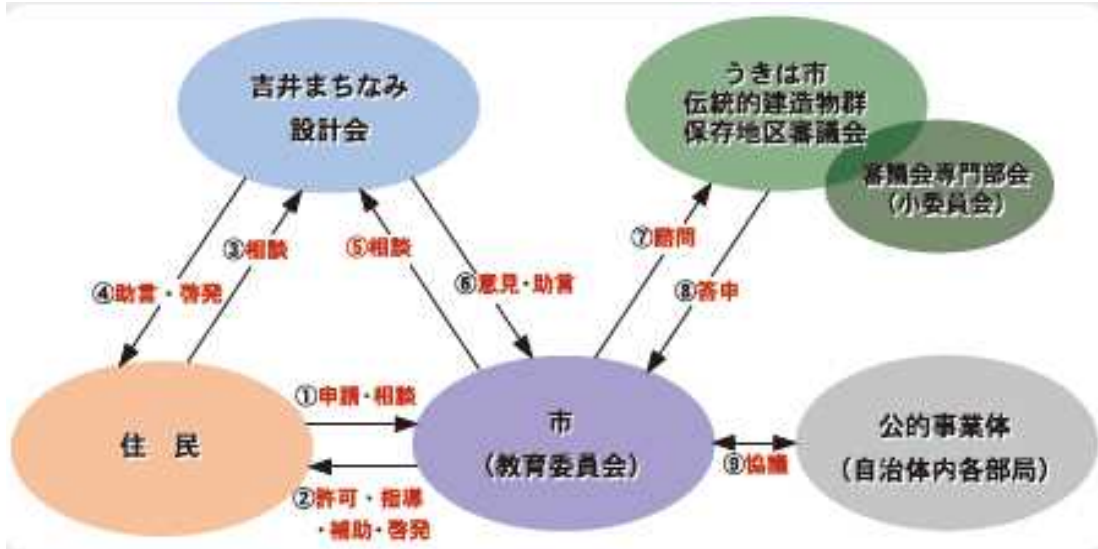 吉井まちなみ
設計会
うきは市
伝統的建造物群
保存地区審議会
審議会専門部会
(小委員会)
③相談
⑤相談
⑦諮問
④助言・啓発
⑥意見・助言
⑧答申
①申請・相談
住 民
市
(教育委員会)
公的事業体
(自治体内各部局)
⑨協議
②許可・指導
・補助・啓発